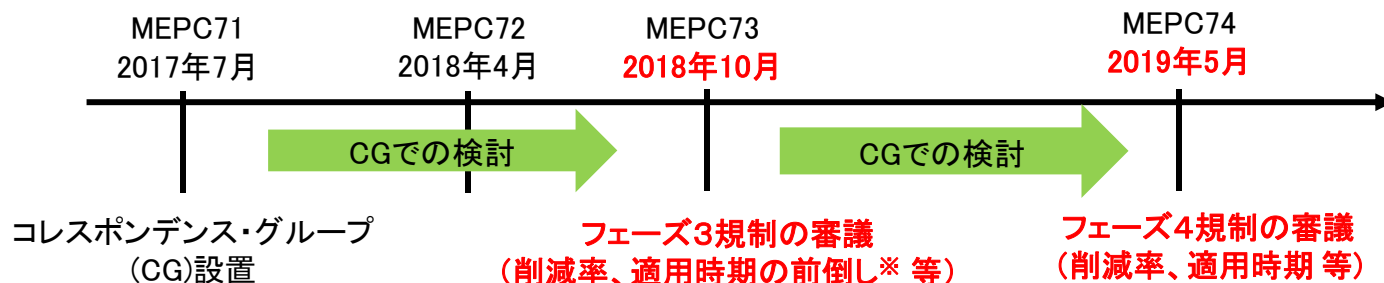 MEPC71
2017年7月
MEPC72
2018年4月
MEPC73
2018年10月
MEPC74
2019年5月
CGでの検討
CGでの検討
コレスポンデンス・グループ
(CG)設置
フェーズ3規制の審議
(削減率、適用時期の前倒し※ 等)
フェーズ4規制の審議
(削減率、適用時期 等)